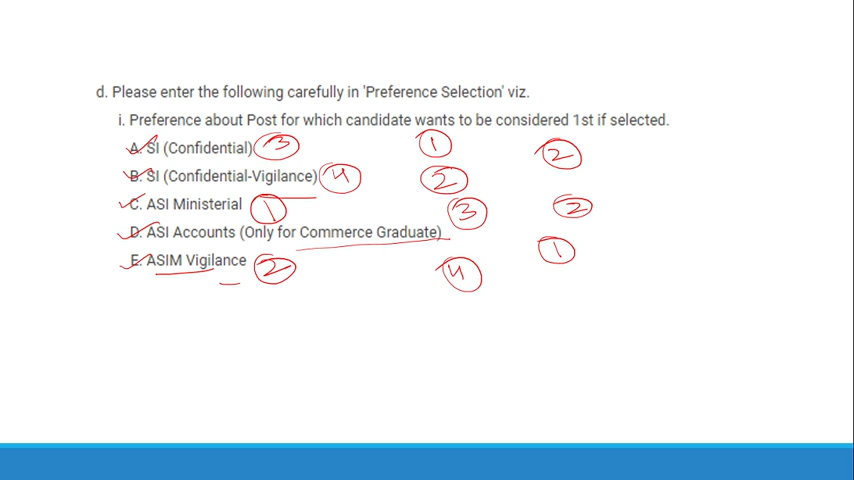 d. Please enter the following carefully in 'Preference Selection' viz.
i. Preference about Post for which candidate wants to be considered 1st if selected.
A. SI (Confidential) 3 1 2
B. SI (Confidential-Vigilance) 4 2
C. ASI Ministerial 1 3 2
D. ASI Accounts (Only for Commerce Graduate) 1
E. ASIM Vigilance 2 4